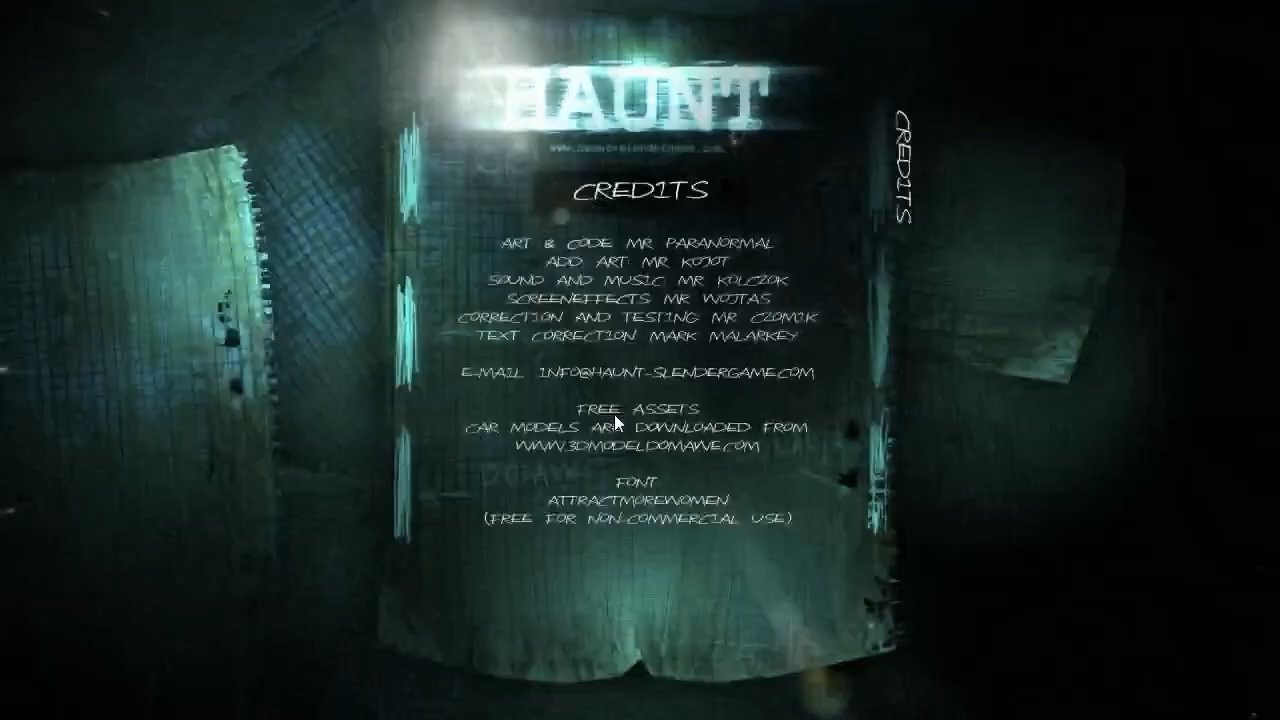 HAUNT
CREDITS
CREDITS
ART & CODE MR PARANORMAL
ADD ART: MR KOJOT
SOUND AND MUSIC MR KOLCZOK
SCREENEFFECTS MR WOJTAS
CORRECTION AND TESTING MR CZOMIK
TEXT CORRECTION MARK MALARKEY
E-MAIL INFO@HAUNT-SLENDERGAME.COM
FREE ASSETS
CAR MODELS ARE DOWNLOADED FROM
WWW.3DMODELDOMAWE.COM
FONT
ATTRACTMOREWOMEN
(FREE FOR NON-COMMERCIAL USE)